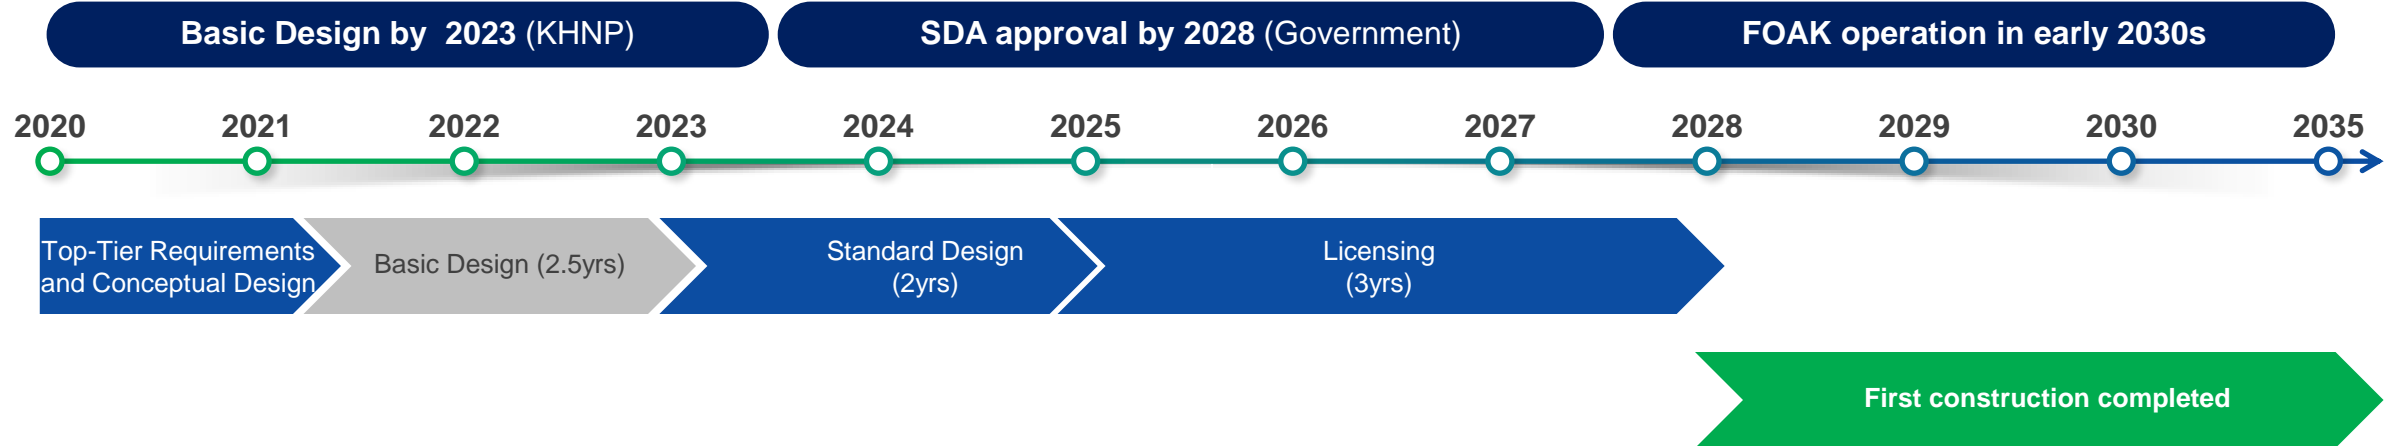 Basic Design by 2023 (KHNP)
SDA approval by 2028 (Government)
FOAK operation in early 2030s
2020 2021 2022 2023 2024 2025 2026 2027 2028 2029 2030 2035
Top-Tier Requirements
and Conceptual Design
Basic Design (2.5yrs)
Standard Design
(2yrs)
Licensing
(3yrs)
First construction completed